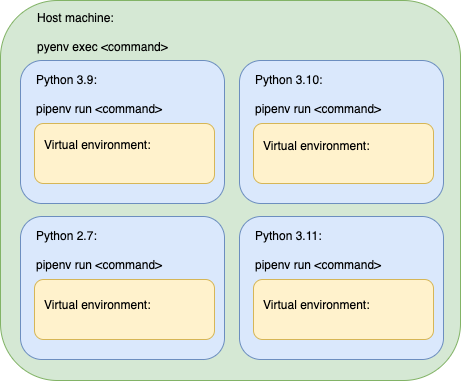 Host machine:
pyenv exec <command>
Python 3.9:
pipenv run <command>
Virtual environment:
Python 3.10:
pipenv run <command>
Virtual environment:
Python 2.7:
pipenv run <command>
Virtual environment:
Python 3.11:
pipenv run <command>
Virtual environment: